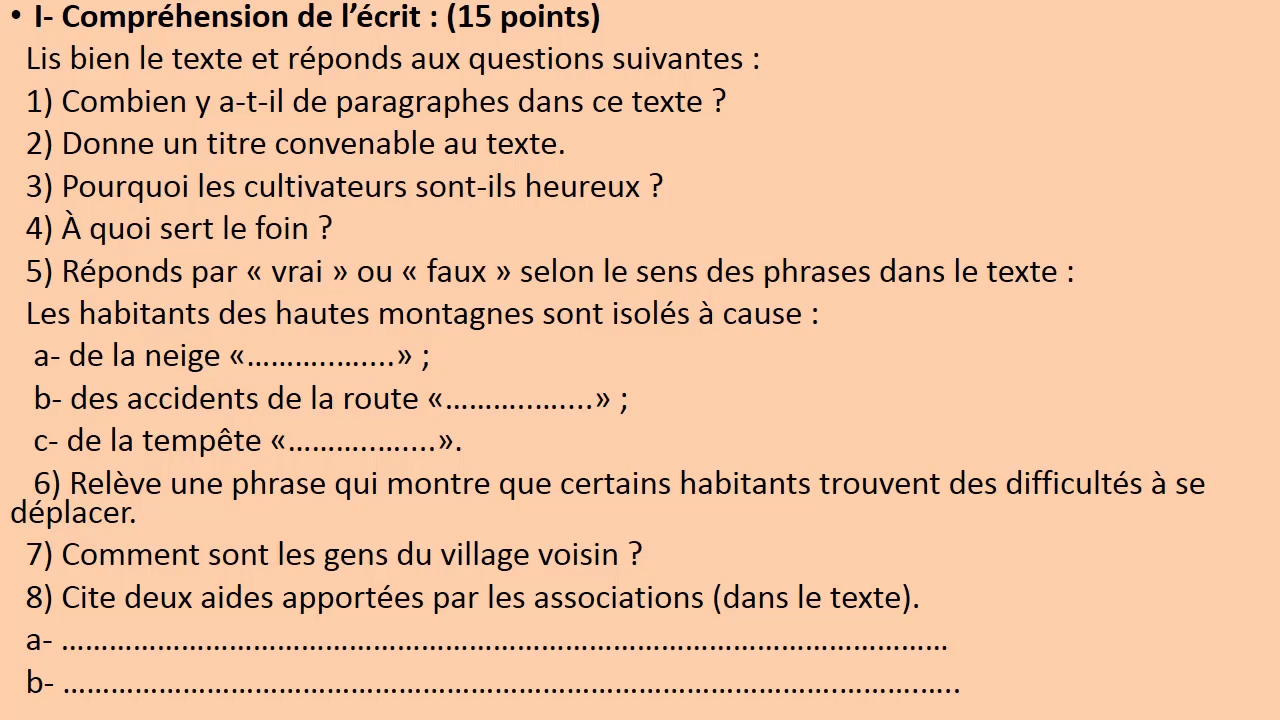 • I- Compréhension de l’écrit : (15 points)
Lis bien le texte et réponds aux questions suivantes :
1) Combien y a-t-il de paragraphes dans ce texte ?
2) Donne un titre convenable au texte.
3) Pourquoi les cultivateurs sont-ils heureux ?
4) À quoi sert le foin ?
5) Réponds par « vrai » ou « faux » selon le sens des phrases dans le texte :
Les habitants des hautes montagnes sont isolés à cause :
a- de la neige «………..…....» ;
b- des accidents de la route «………..…....» ;
c- de la tempête «………..…....».
6) Relève une phrase qui montre que certains habitants trouvent des difficultés à se
déplacer.
7) Comment sont les gens du village voisin ?
8) Cite deux aides apportées par les associations (dans le texte).
a- …………………………………………………………………………………………………
b- ………………………………………………………………………………….……….…..